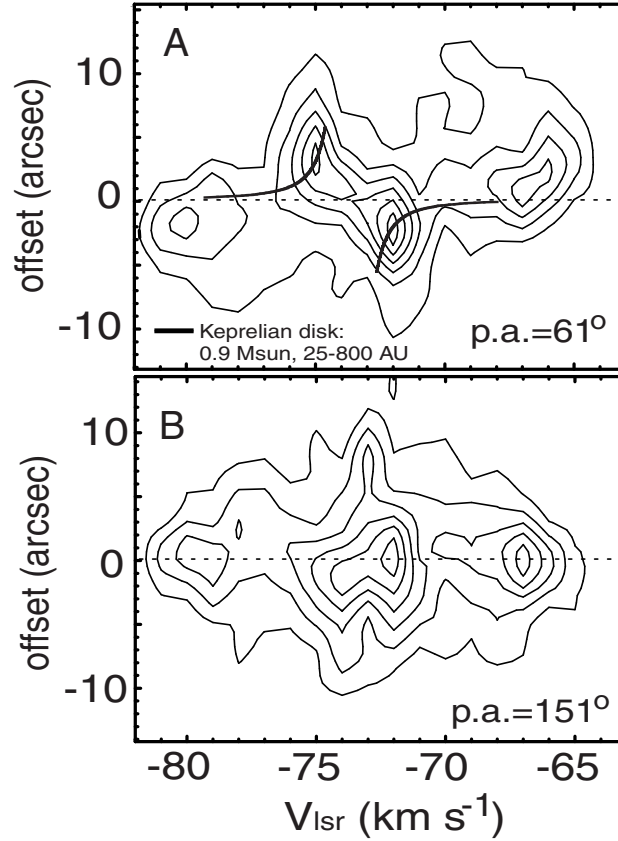 A
10
0
-10
offset (arcsec)
Keprelian disk:
0.9 Msun, 25-800 AU
p.a.=61°
B
10
0
-10
offset (arcsec)
p.a.=151°
-80 -75 -70 -65
Vlsr (km s-1)